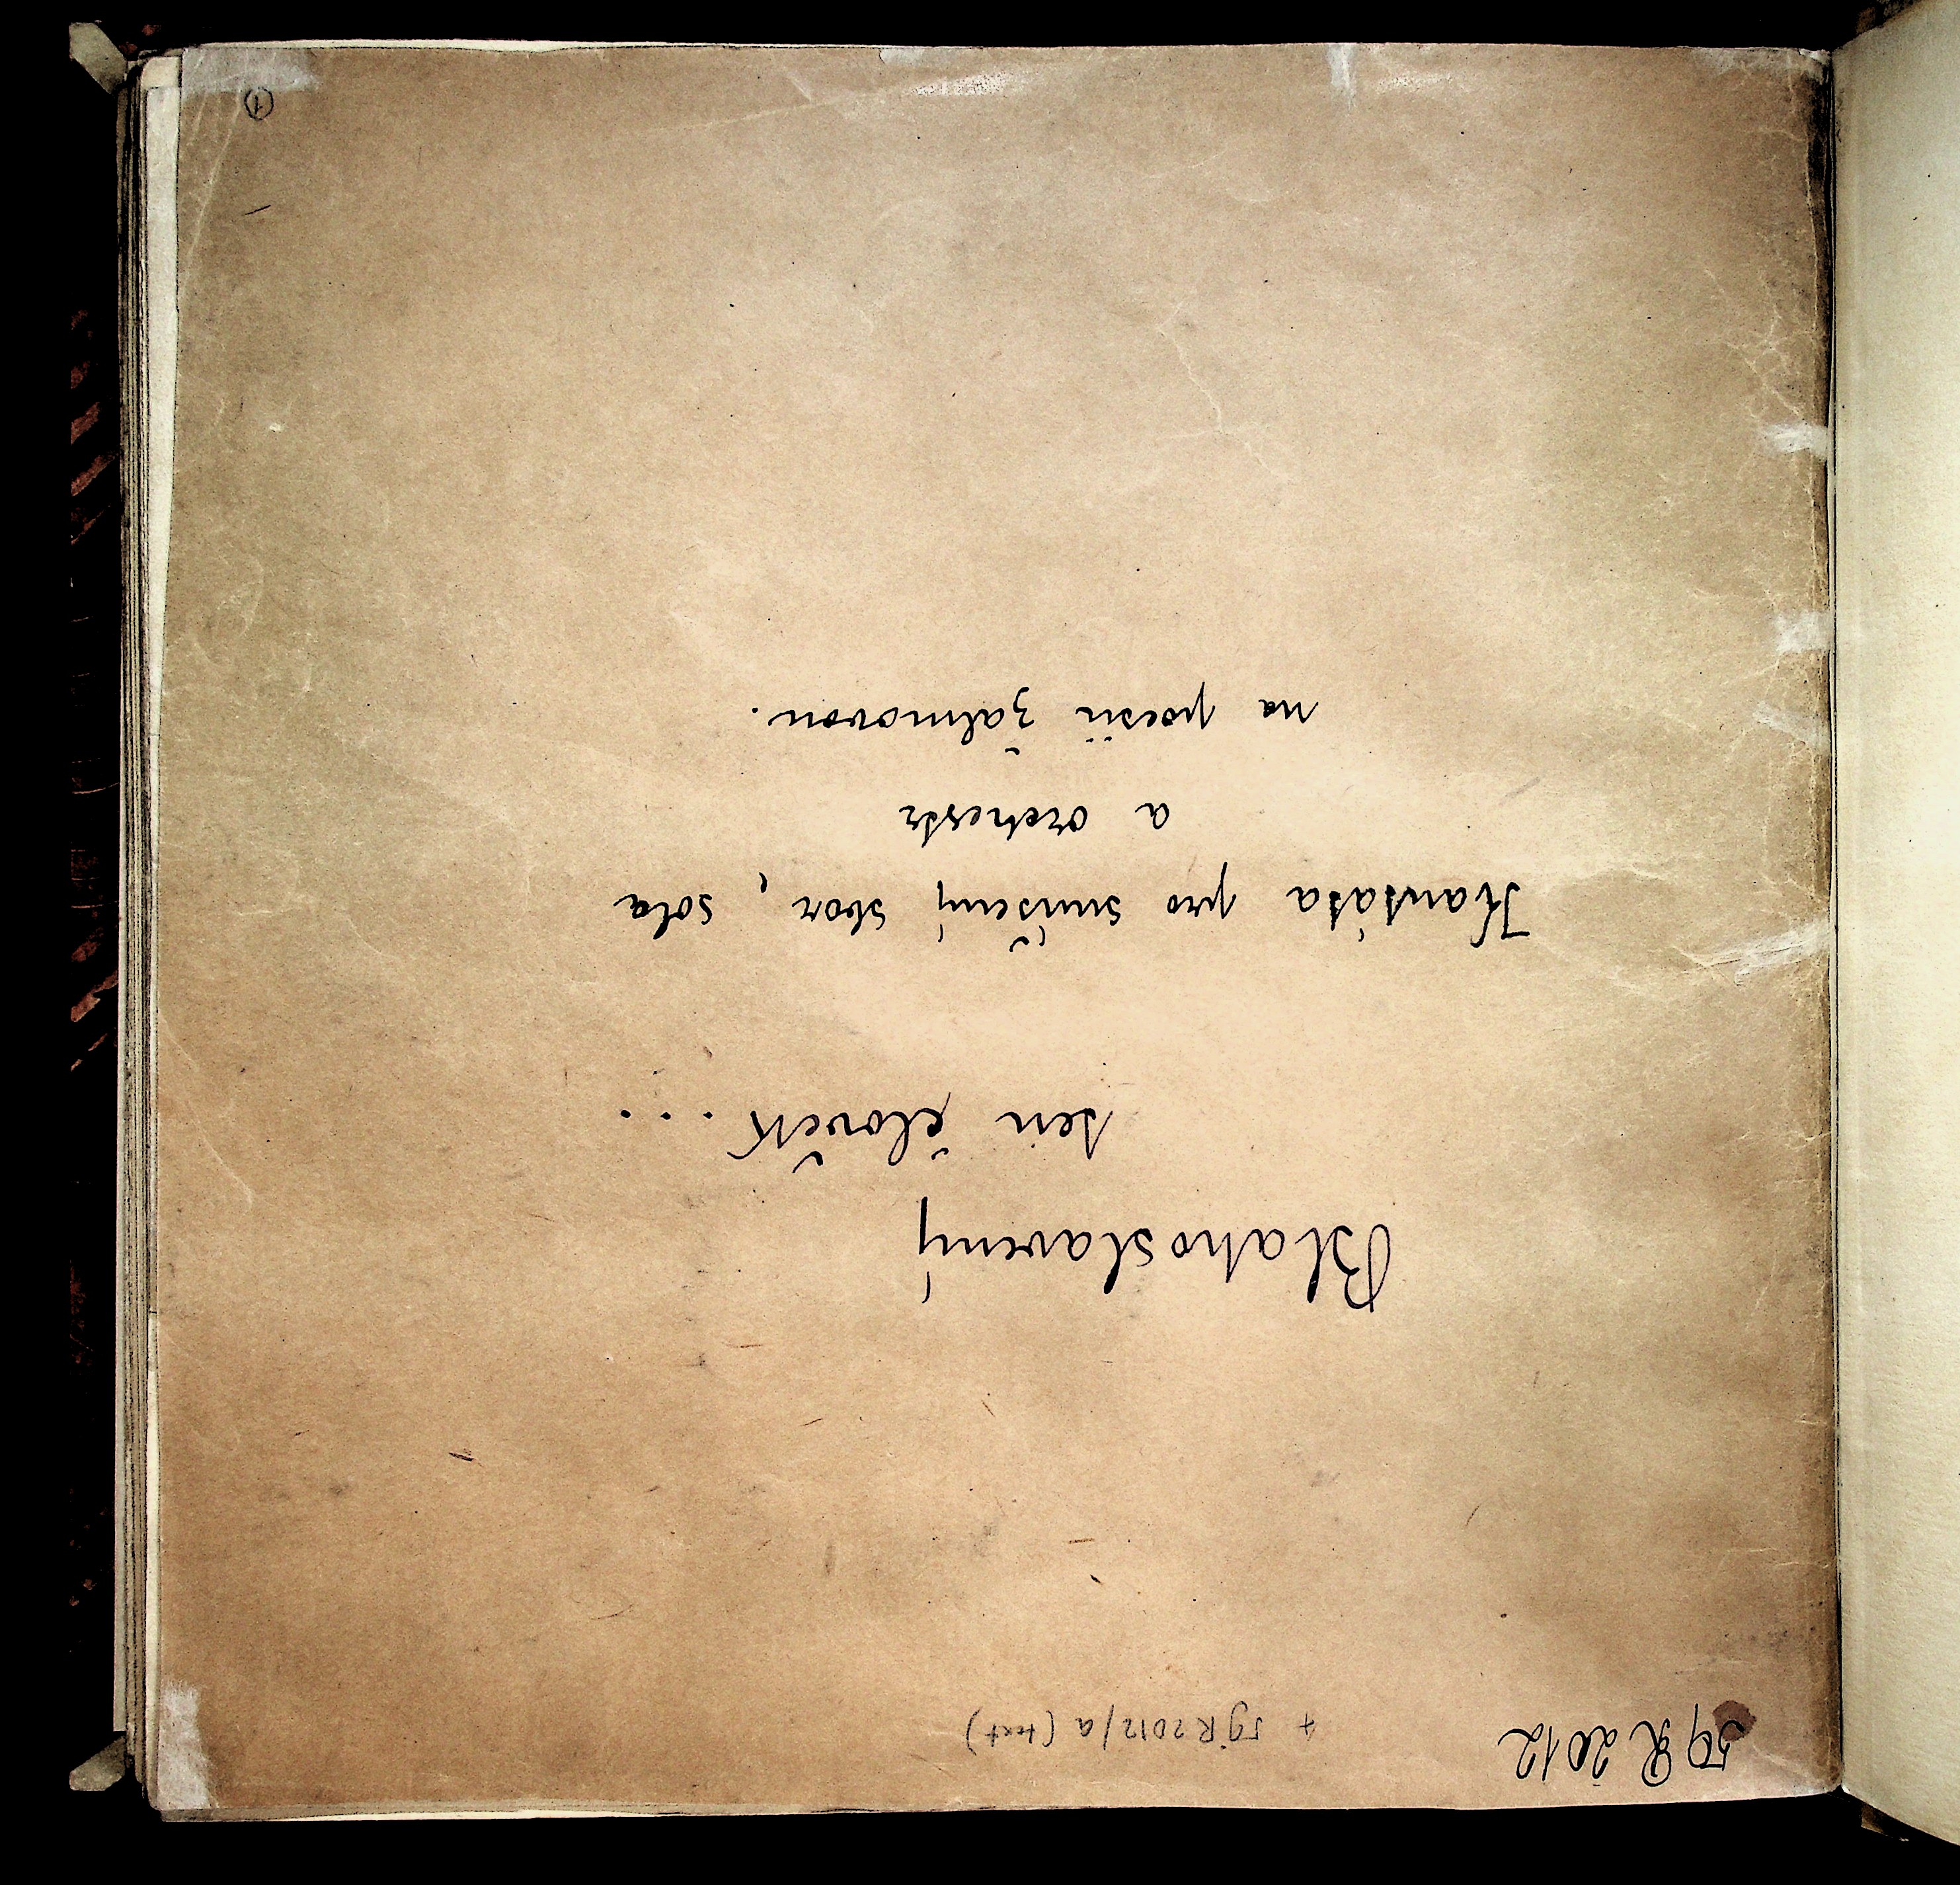 59 R 2012
+ 59 R 2012/a (text)
Blahoslavený
ten člověk...
Kantáta pro smíšený sbor, sola
a orchestr
na poesii žalmovou.
1